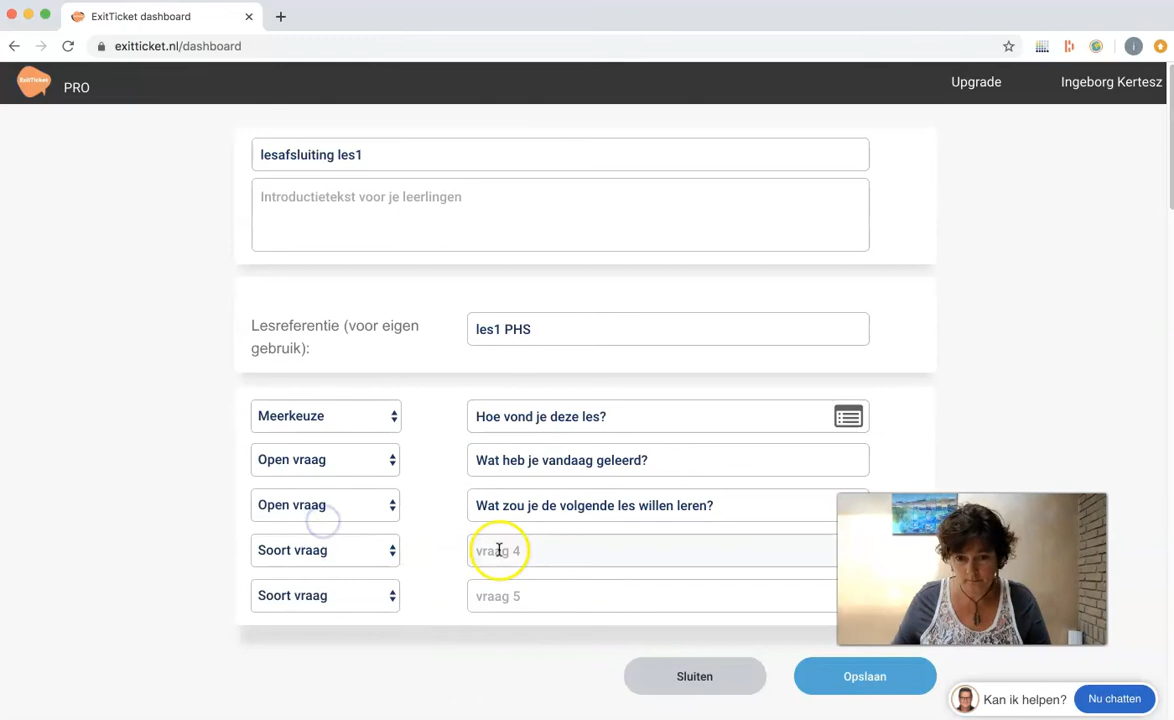 ExitTicket dashboard
exitticket.nl/dashboard
i
ExitTicket
PRO
Upgrade
Ingeborg Kertesz
lesafsluiting les1
Introductietekst voor je leerlingen
Lesreferentie (voor eigen
gebruik):
les1 PHS
Meerkeuze
Hoe vond je deze les?
Open vraag
Wat heb je vandaag geleerd?
Open vraag
Wat zou je de volgende les willen leren?
Soort vraag
vraag 4
Soort vraag
vraag 5
Sluiten
Opslaan
Kan ik helpen?
Nu chatten